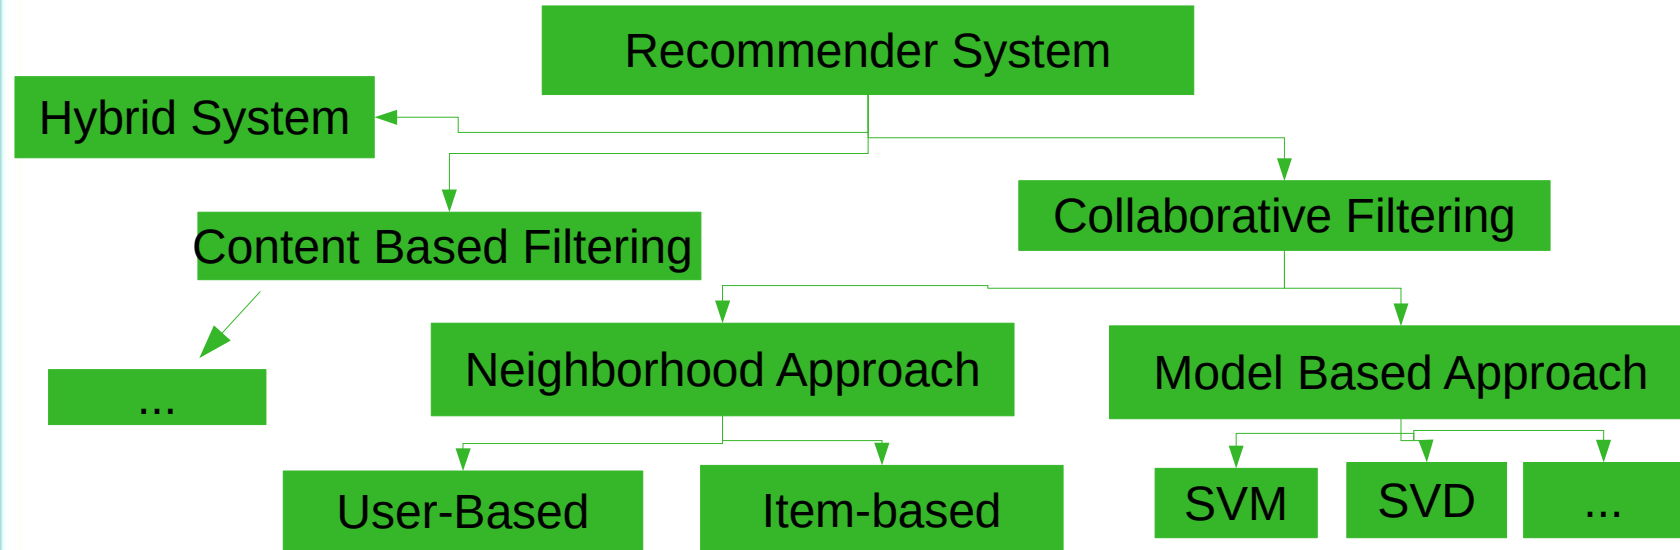 Recommender System
Hybrid System
Collaborative Filtering
Content Based Filtering
Neighborhood Approach
Model Based Approach
...
User-Based
Item-based
SVM
SVD
...